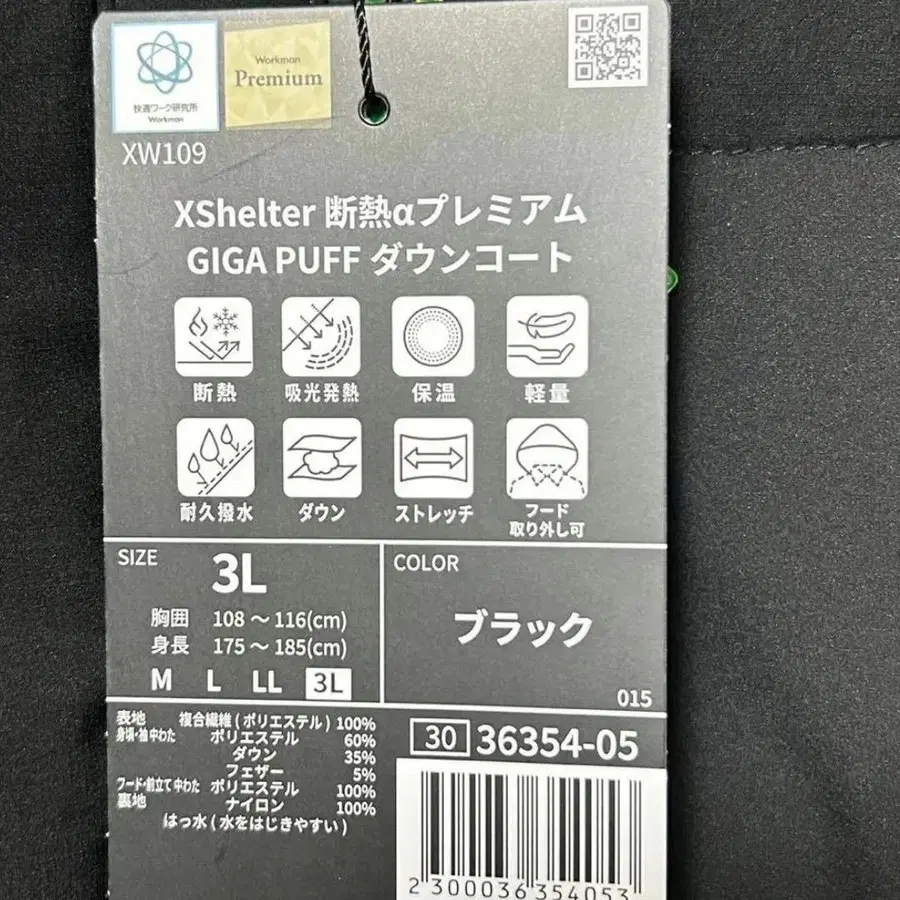 快適ワーク研究所
Workman
Workman
Premium
XW109
XShelter 断熱αプレミアム
GIGA PUFF ダウンコート
断熱
吸光発熱
保温
軽量
耐久撥水
ダウン
ストレッチ
フード
取り外し可
SIZE
3L
胸囲 108～116(cm)
身長 175～185(cm)
M L LL 3L
COLOR
ブラック
015
表地 複合繊維(ポリエステル) 100%
身頃・袖 中わた ポリエステル 60%
ダウン 35%
フェザー 5%
フード・前立て 中わた ポリエステル 100%
裏地 ナイロン 100%
はっ水(水をはじきやすい)
30 36354-05
2 300036 354053